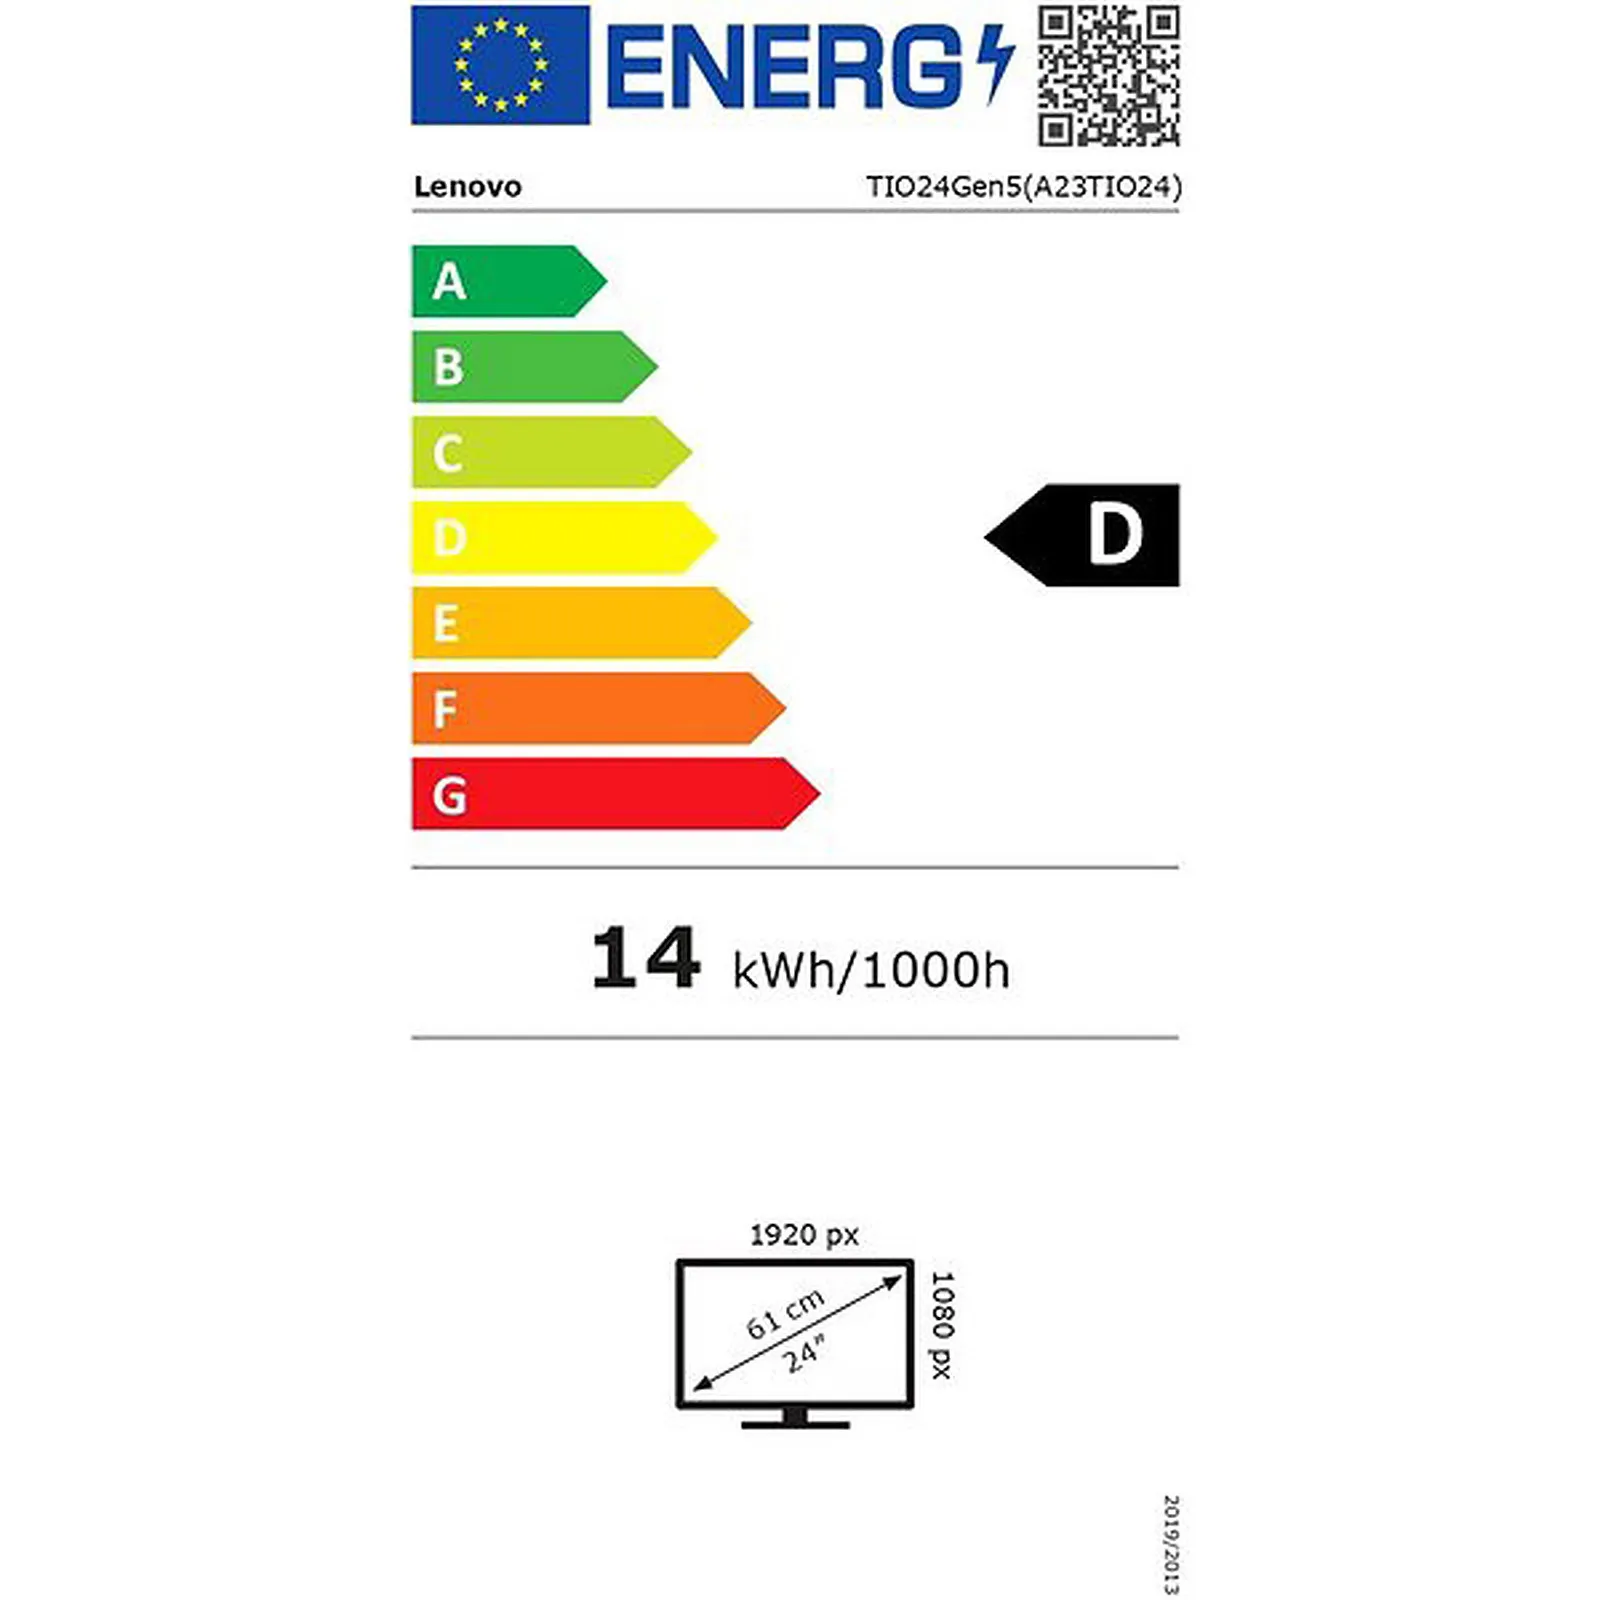 ENERG
Lenovo
TIO24Gen5(A23TIO24)
A
B
C
D
D
E
F
G
14 kWh/1000h
1920 px
61 cm
24"
1080 px
2019/2013